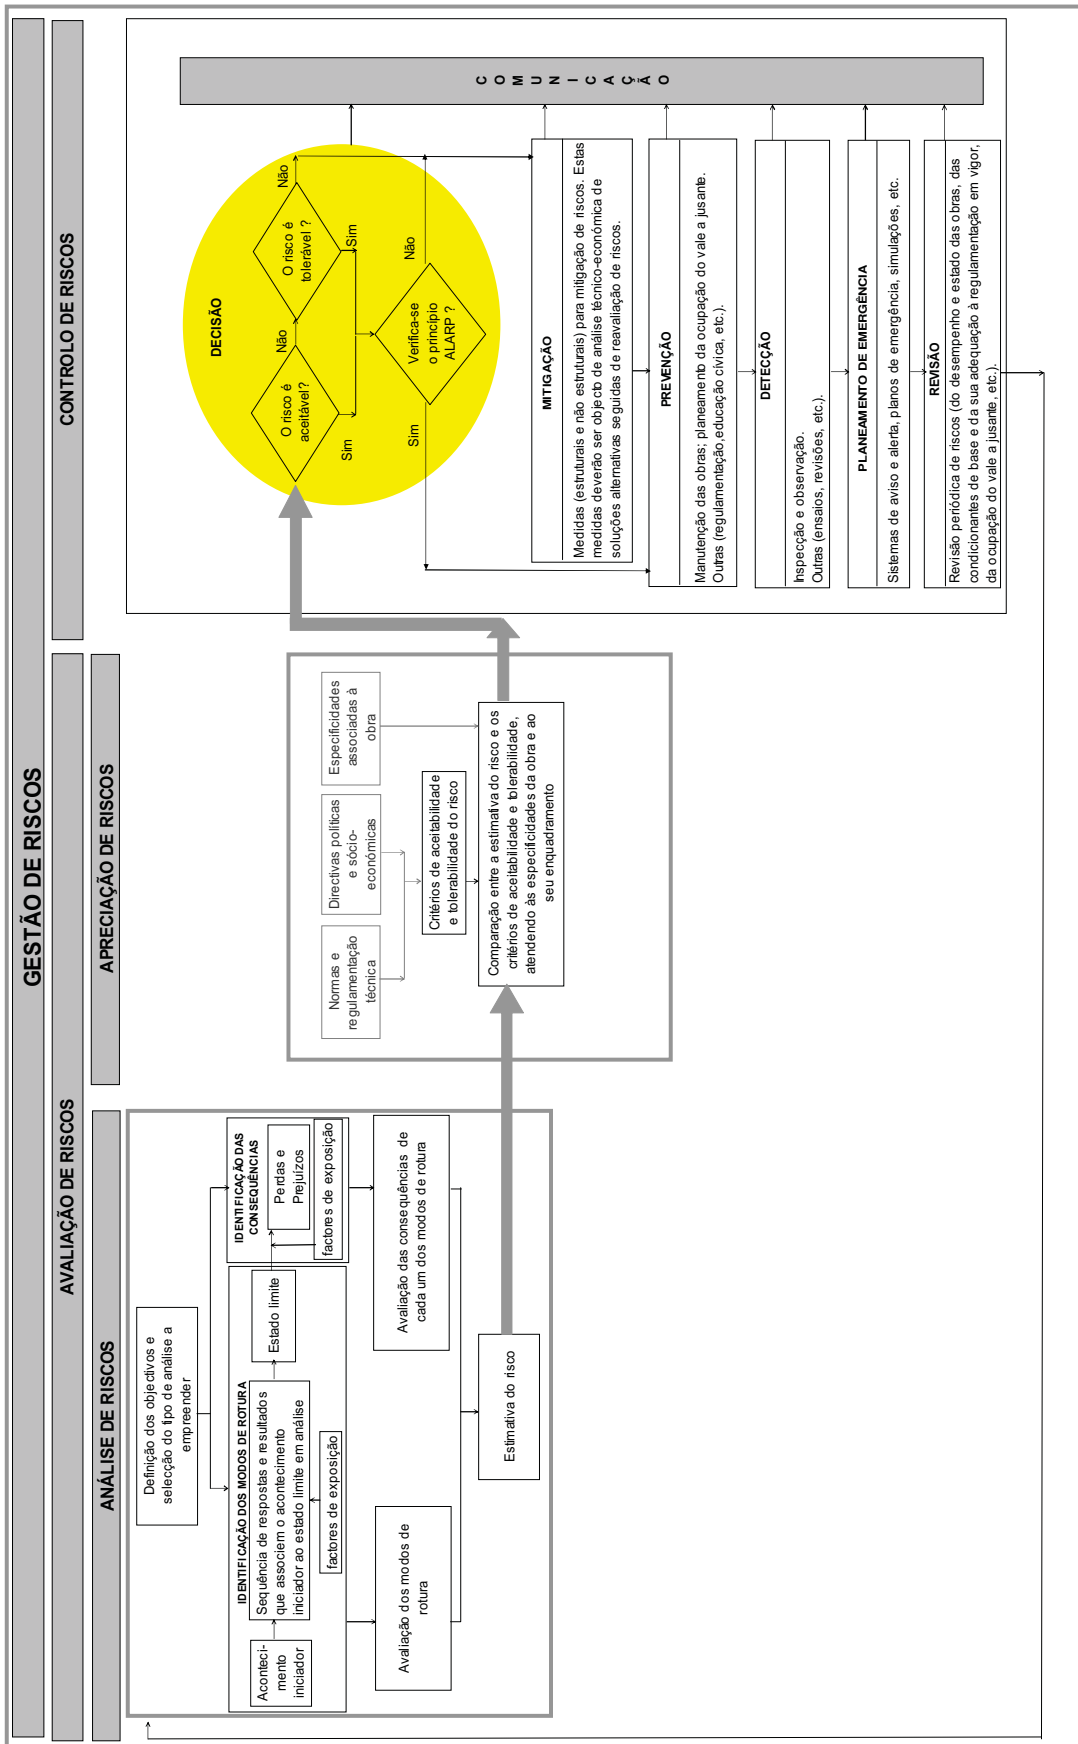 GESTÃO DE RISCOS
AVALIAÇÃO DE RISCOS
CONTROLO DE RISCOS
ANÁLISE DE RISCOS
APRECIAÇÃO DE RISCOS
Definição dos objectivos e
selecção do tipo de análise a
empreender
IDENTIFICAÇÃO DOS MODOS DE ROTURA
Aconteci-
mento
iniciador
Sequência de respostas e resultados
que associem o acontecimento
iniciador ao estado limite em análise
factores de exposição
Estado limite
IDENTIFICAÇÃO DAS
CONSEQUÊNCIAS
Perdas e
Prejuízos
factores de exposição
Avaliação dos modos de
rotura
Avaliação das consequências de
cada um dos modos de rotura
Estimativa do risco
Normas e
regulamentação
técnica
Directivas políticas
e sócio-
económicas
Especificidades
associadas à
obra
Critérios de aceitabilidade
e tolerabilidade do risco
Comparação entre a estimativa do risco e os
critérios de aceitabilidade e tolerabilidade,
atendendo às especificidades da obra e ao
seu enquadramento
DECISÃO
O risco é
aceitável?
Não
Sim
O risco é
tolerável ?
Não
Sim
Verifica-se
o princípio
ALARP ?
Sim
Não
COMUNICAÇÃO
MITIGAÇÃO
Medidas (estruturais e não estruturais) para mitigação de riscos. Estas
medidas deverão ser objecto de análise técnico-económica de
soluções alternativas seguidas de reavaliação de riscos.
PREVENÇÃO
Manutenção das obras; planeamento da ocupação do vale a jusante.
Outras (regulamentação,educação cívica, etc.).
DETECÇÃO
Inspecção e observação.
Outras (ensaios, revisões, etc.).
PLANEAMENTO DE EMERGÊNCIA
Sistemas de aviso e alerta, planos de emergência, simulações, etc.
REVISÃO
Revisão periódica de riscos (do desempenho e estado das obras, das
condicionantes de base e da sua adequação à regulamentação em vigor,
da ocupação do vale a jusante, etc.).